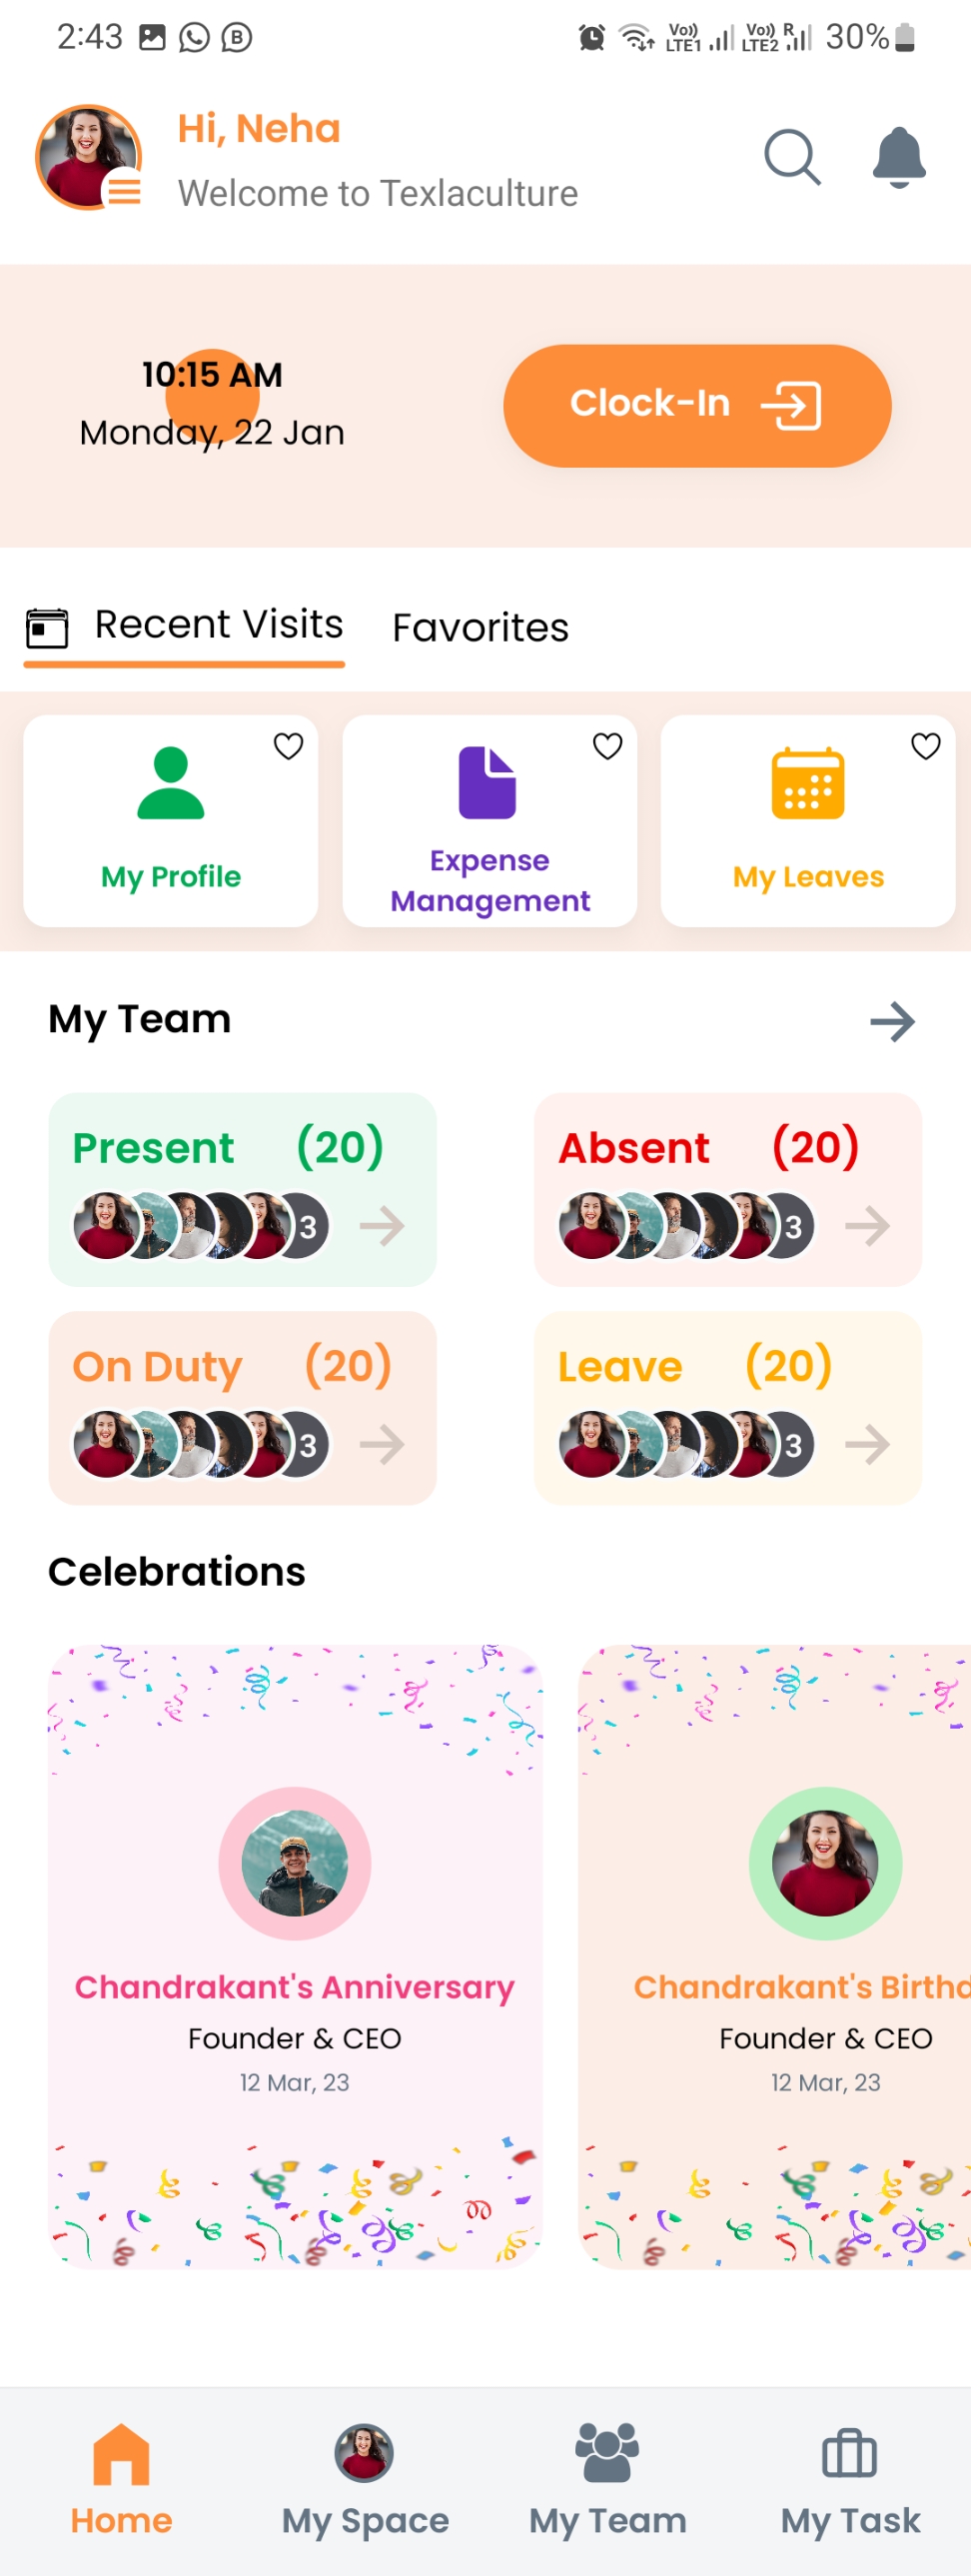 2:43
Vo)) LTE1 Vo)) LTE2 R 30%
Hi, Neha
Welcome to Texlaculture
10:15 AM
Monday, 22 Jan
Clock-In
Recent Visits Favorites
My Profile
Expense
Management
My Leaves
My Team
Present (20)
3
Absent (20)
3
On Duty (20)
3
Leave (20)
3
Celebrations
Chandrakant's Anniversary
Founder & CEO
12 Mar, 23
Chandrakant's Birthd
Founder & CEO
12 Mar, 23
Home My Space My Team My Task